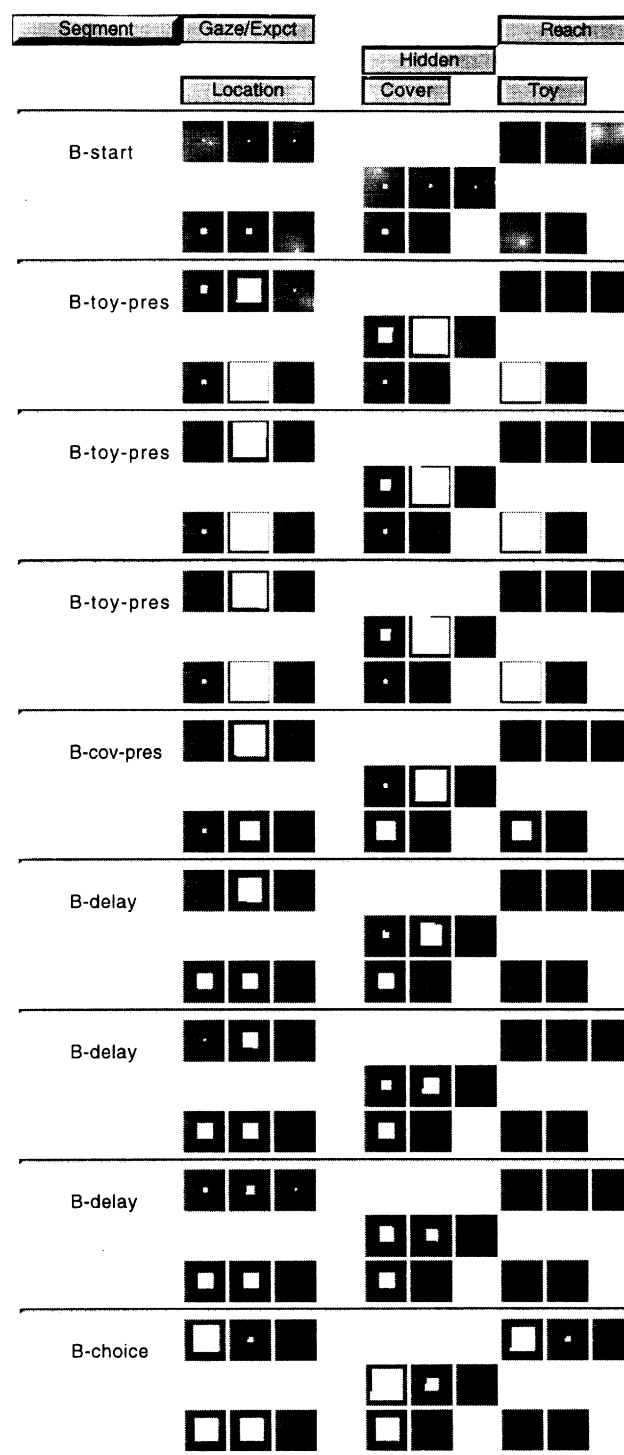 Segment Gaze/Expct Reach
Hidden
Location Cover Toy
B-start
B-toy-pres
B-toy-pres
B-toy-pres
B-cov-pres
B-delay
B-delay
B-delay
B-choice